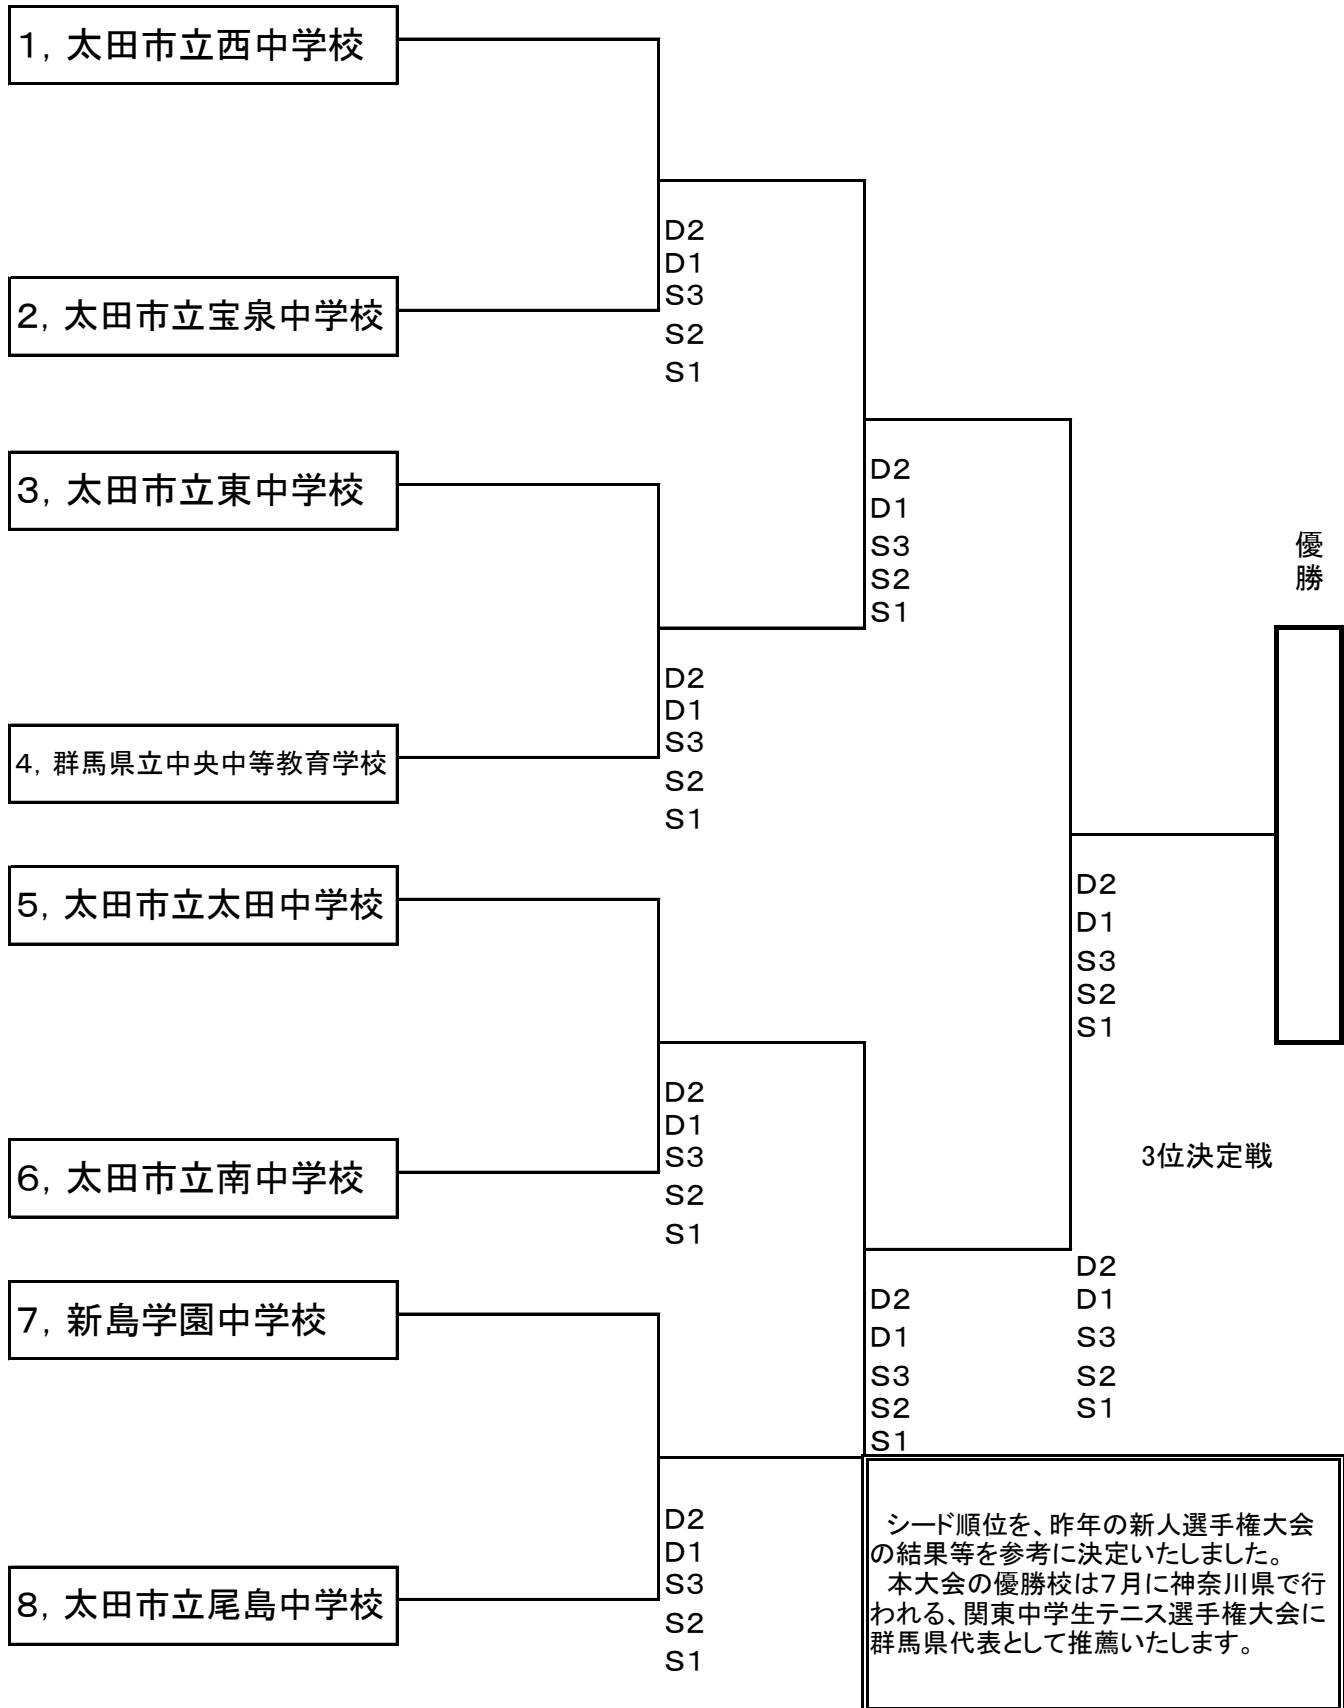 1，太田市立西中学校
D2
D1
S3
S2
S1
2，太田市立宝泉中学校
3，太田市立東中学校
D2
D1
S3
S2
S1
優
勝
D2
D1
S3
S2
S1
4，群馬県立中央中等教育学校
5，太田市立太田中学校
D2
D1
S3
S2
S1
D2
D1
S3
S2
S1
6，太田市立南中学校
3位決定戦
D2
D1
S3
S2
S1
7，新島学園中学校
D2
D1
S3
S2
S1
D2
D1
S3
S2
S1
8，太田市立尾島中学校
シード順位を、昨年の新人選手権大会
の結果等を参考に決定いたしました。
本大会の優勝校は7月に神奈川県で行
われる、関東中学生テニス選手権大会に
群馬県代表として推薦いたします。